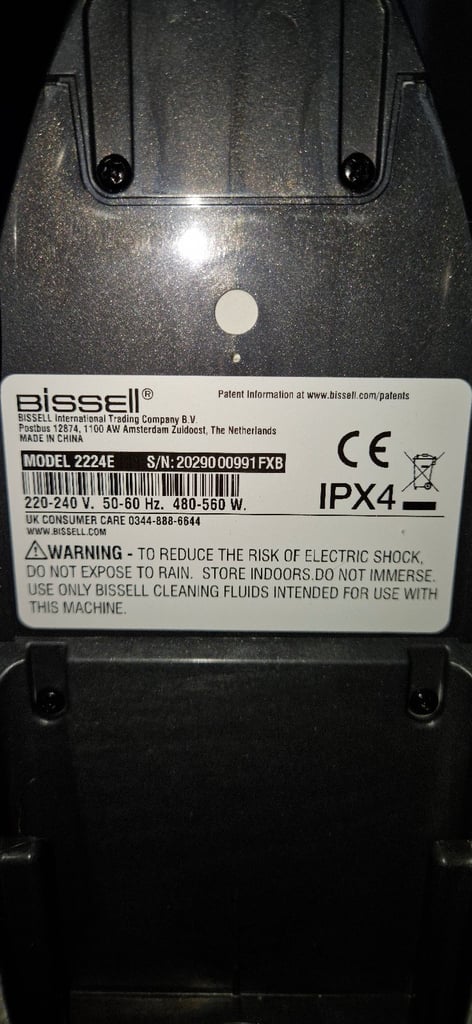 BISSELL®
Patent Information at www.bissell.com/patents
BISSELL International Trading Company B.V.
Postbus 12874, 1100 AW Amsterdam Zuidoost, The Netherlands
MADE IN CHINA
MODEL 2224E S/N: 2029000991FXB
220-240 V. 50-60 Hz. 480-560 W.
CE
IPX4
UK CONSUMER CARE 0344-888-6644
WWW.BISSELL.COM
⚠WARNING - TO REDUCE THE RISK OF ELECTRIC SHOCK,
DO NOT EXPOSE TO RAIN. STORE INDOORS.DO NOT IMMERSE.
USE ONLY BISSELL CLEANING FLUIDS INTENDED FOR USE WITH
THIS MACHINE.